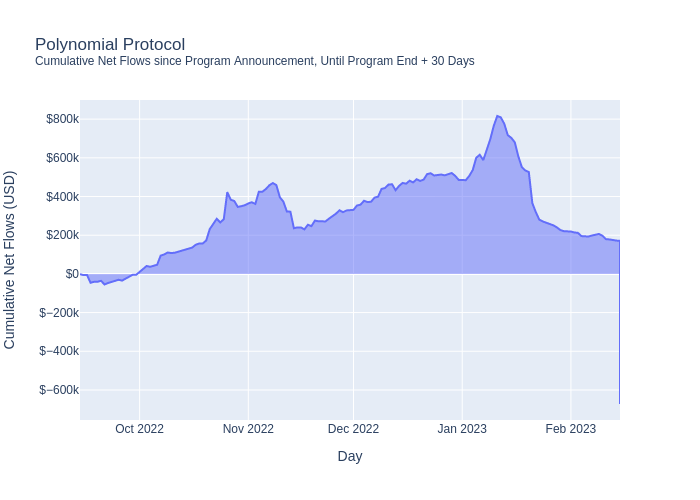 Polynomial Protocol
Cumulative Net Flows since Program Announcement, Until Program End + 30 Days
Cumulative Net Flows (USD)
$800k
$600k
$400k
$200k
$0
$−200k
$−400k
$−600k
Oct 2022
Nov 2022
Dec 2022
Jan 2023
Feb 2023
Day